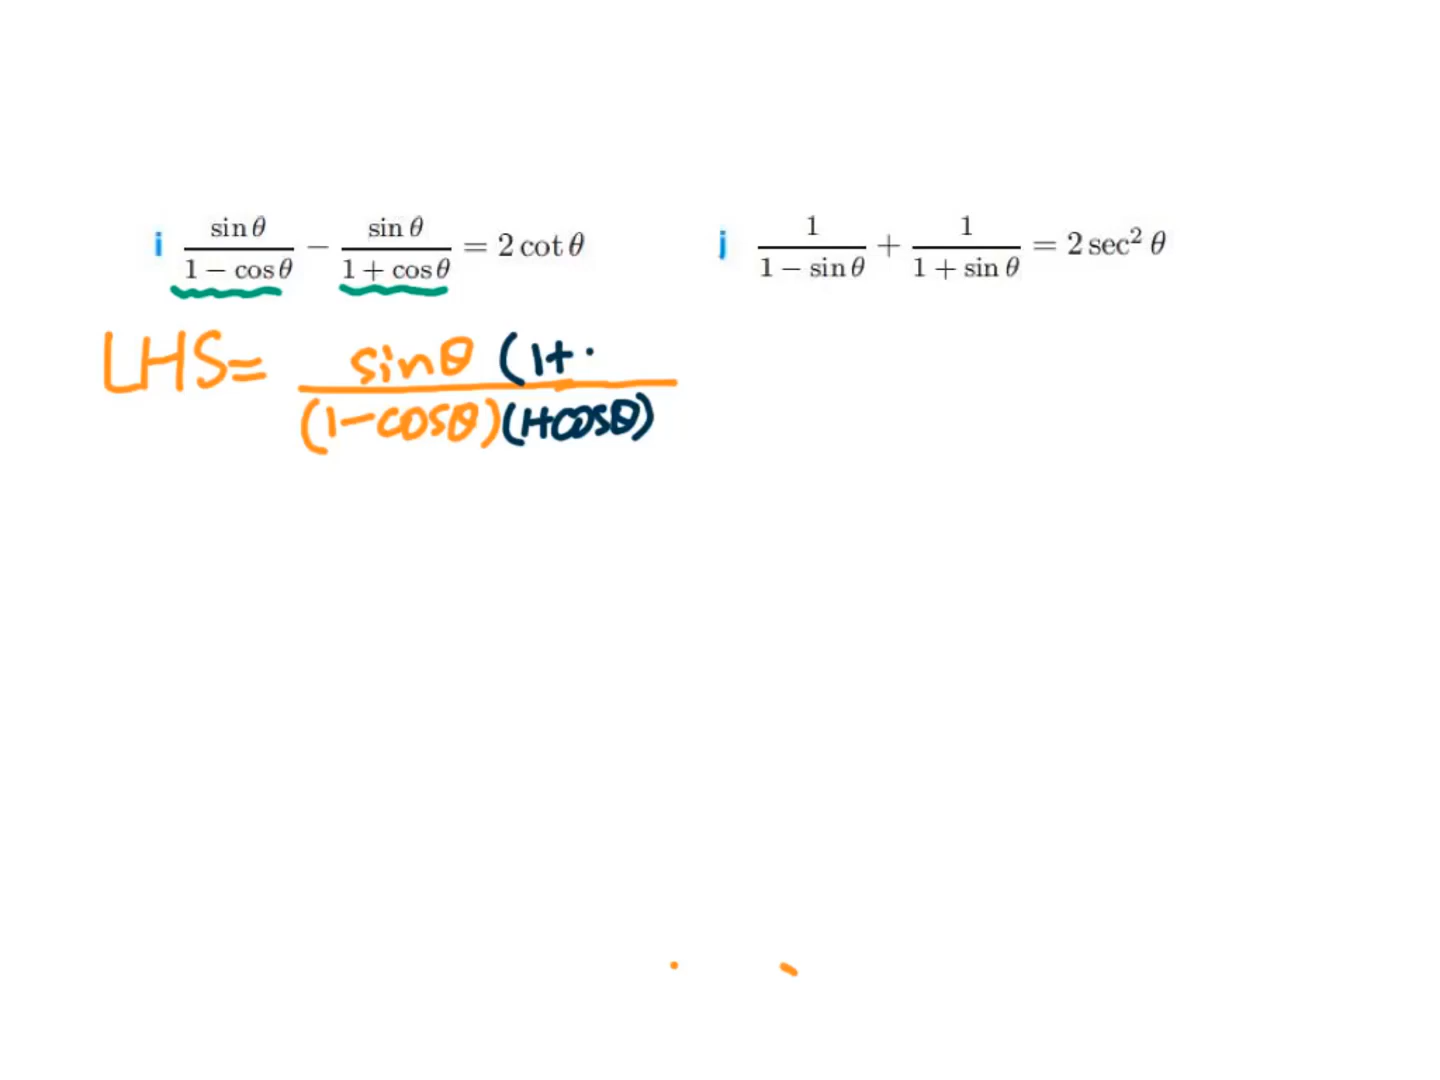 i sinθ/(1 − cosθ) − sinθ/(1 + cosθ) = 2 cot θ
j 1/(1 − sinθ) + 1/(1 + sinθ) = 2 sec² θ
LHS = sinθ (1+
(1-cosθ)(1+cosθ)